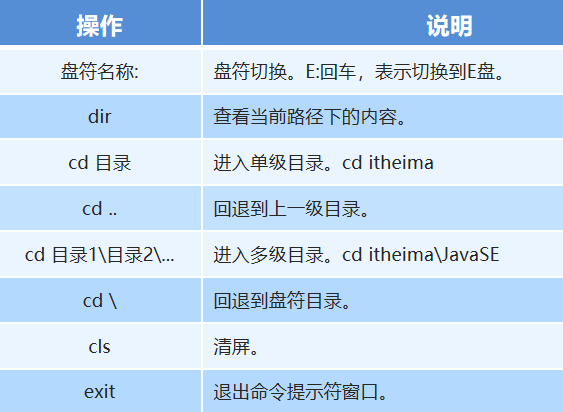 操作 说明
盘符名称: 盘符切换。E:回车，表示切换到E盘。
dir 查看当前路径下的内容。
cd 目录 进入单级目录。cd itheima
cd .. 回退到上一级目录。
cd 目录1\目录2\... 进入多级目录。cd itheima\JavaSE
cd \ 回退到盘符目录。
cls 清屏。
exit 退出命令提示符窗口。